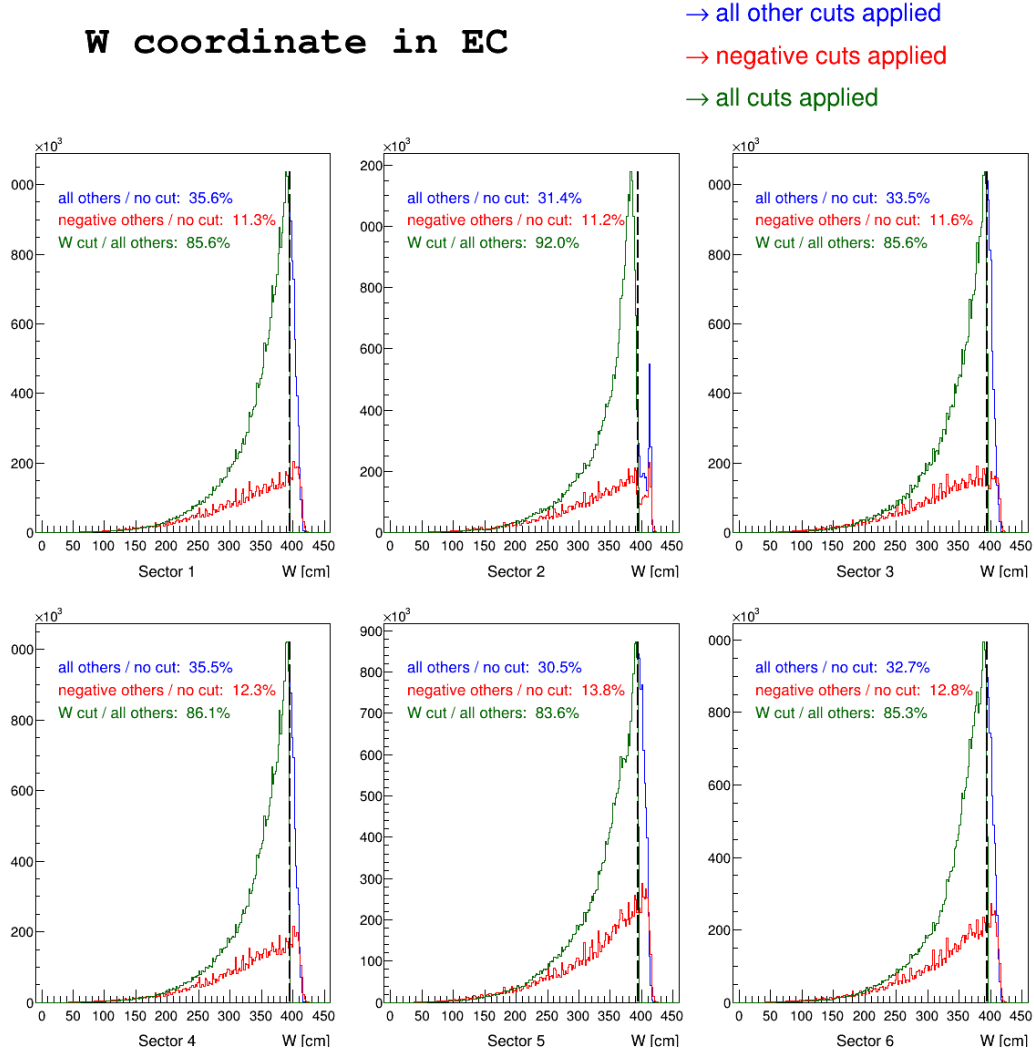 → all other cuts applied
W coordinate in EC
→ negative cuts applied
→ all cuts applied
×10³
all others / no cut: 35.6%
negative others / no cut: 11.3%
W cut / all others: 85.6%
000
800
600
400
200
0
0 50 100 150 200 250 300 350 400 450
Sector 1 W [cm]
×10³
200
all others / no cut: 31.4%
negative others / no cut: 11.2%
W cut / all others: 92.0%
000
800
600
400
200
0
0 50 100 150 200 250 300 350 400 450
Sector 2 W [cm]
×10³
all others / no cut: 33.5%
negative others / no cut: 11.6%
W cut / all others: 85.6%
000
800
600
400
200
0
0 50 100 150 200 250 300 350 400 450
Sector 3 W [cm]
×10³
all others / no cut: 35.5%
negative others / no cut: 12.3%
W cut / all others: 86.1%
000
800
600
400
200
0
0 50 100 150 200 250 300 350 400 450
Sector 4 W [cm]
×10³
900
all others / no cut: 30.5%
negative others / no cut: 13.8%
W cut / all others: 83.6%
800
700
600
500
400
300
200
100
0
0 50 100 150 200 250 300 350 400 450
Sector 5 W [cm]
×10³
all others / no cut: 32.7%
negative others / no cut: 12.8%
W cut / all others: 85.3%
000
800
600
400
200
0
0 50 100 150 200 250 300 350 400 450
Sector 6 W [cm]